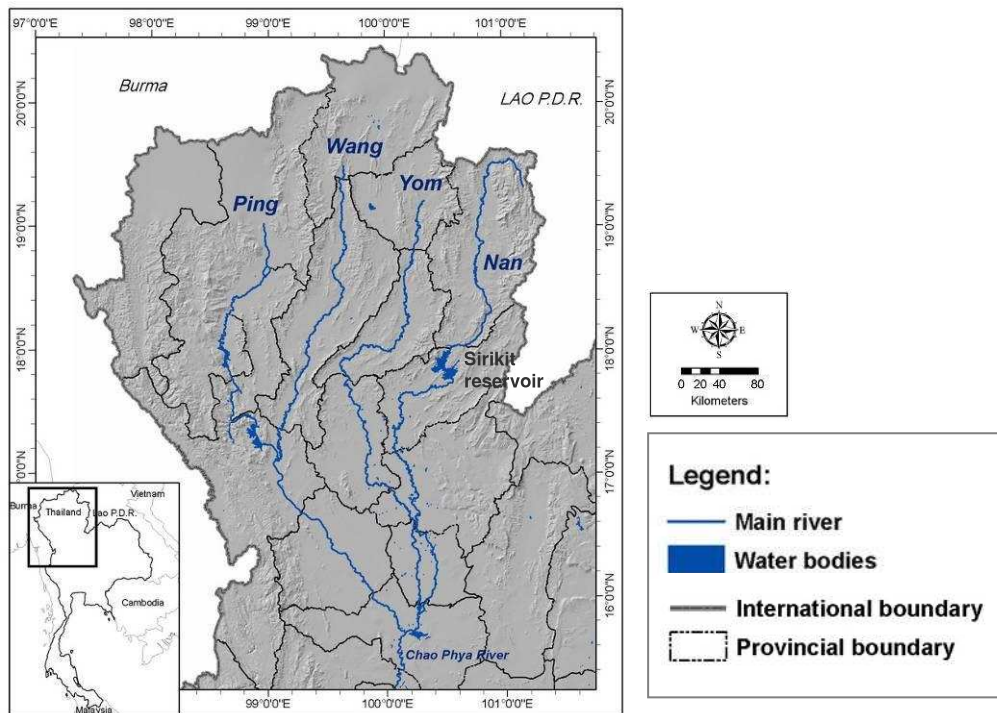 97°0'0"E 98°0'0"E 99°0'0"E 100°0'0"E 101°0'0"E
20°0'0"N
19°0'0"N
18°0'0"N
17°0'0"N
20°0'0"N
19°0'0"N
18°0'0"N
17°0'0"N
16°0'0"N
Burma
LAO P.D.R.
Wang
Yom
Ping
Nan
Sirikit
reservoir
Chao Phya River
99°0'0"E 100°0'0"E 101°0'0"E
Burma
Thailand
Lao P.D.R.
Vietnam
Cambodia
Malaysia
N
W E
S
0 20 40 80
Kilometers
Legend:
Main river
Water bodies
International boundary
Provincial boundary